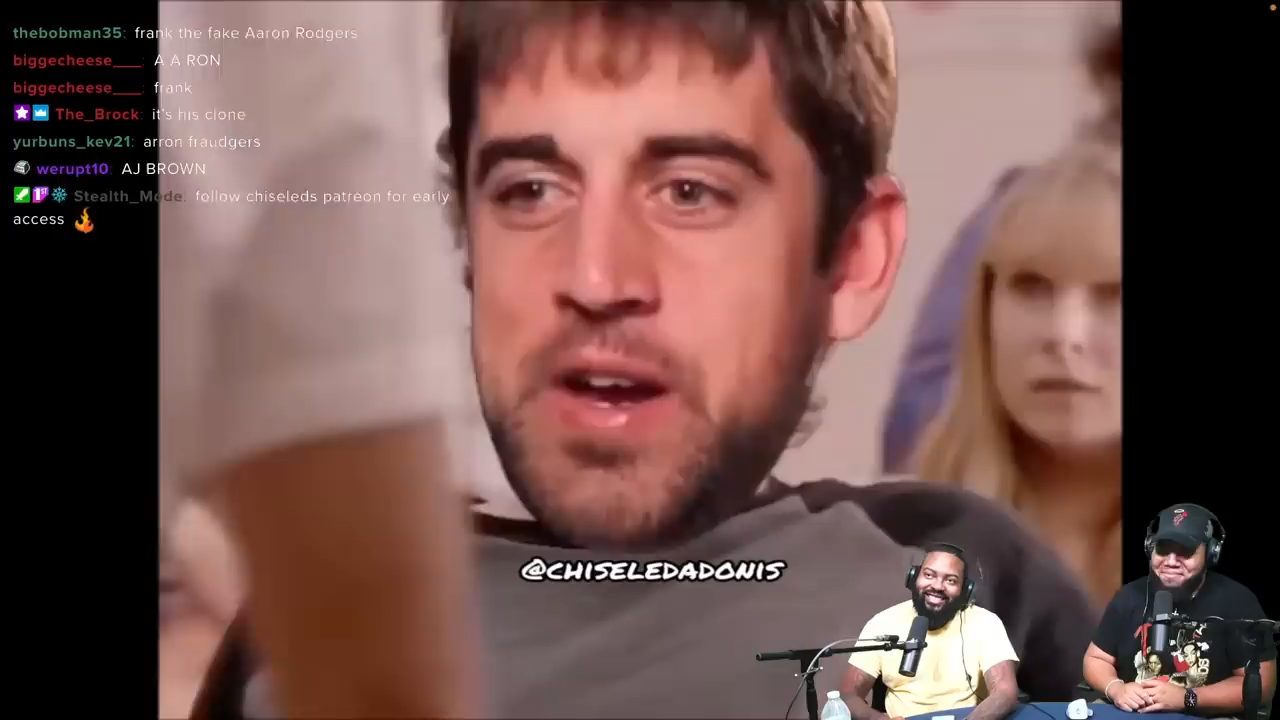 thebobman35: frank the fake Aaron Rodgers
biggecheese___: A A RON
biggecheese___: frank
The_Brock: it's his clone
yurbuns_kev21: arron fraudgers
werupt10: AJ BROWN
Stealth_Mode: follow chiseleds patreon for early
access
@CHISELEDADONIS